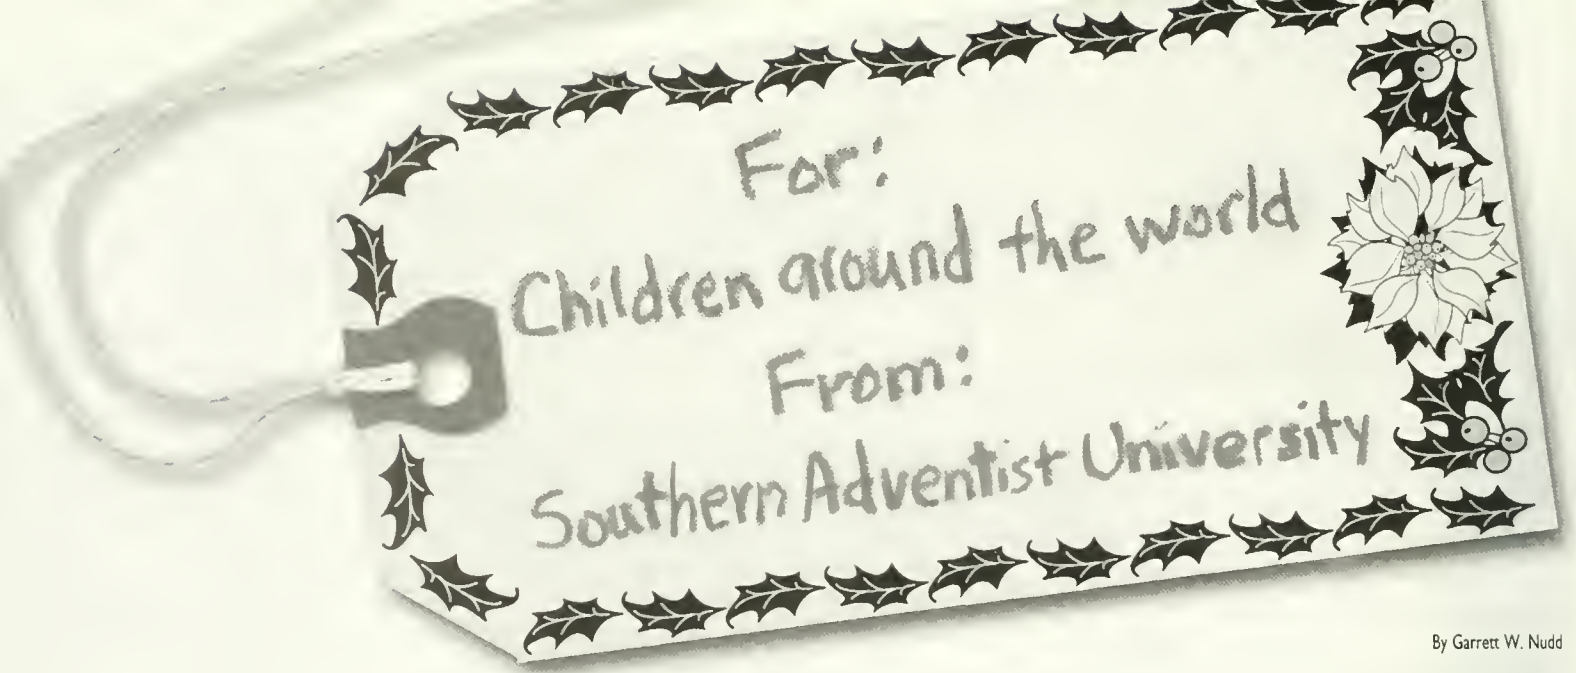 For:
Children around the world
From:
Southern Adventist University
By Garrett W. Nudd